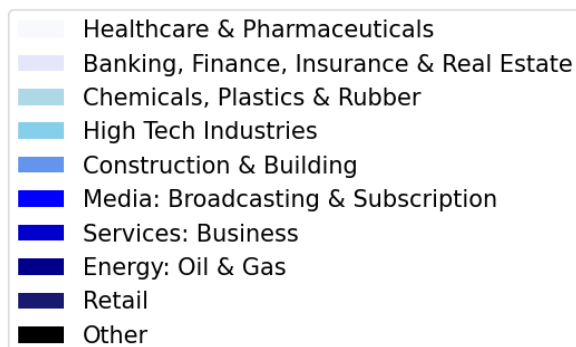 Healthcare & Pharmaceuticals
Banking, Finance, Insurance & Real Estate
Chemicals, Plastics & Rubber
High Tech Industries
Construction & Building
Media: Broadcasting & Subscription
Services: Business
Energy: Oil & Gas
Retail
Other